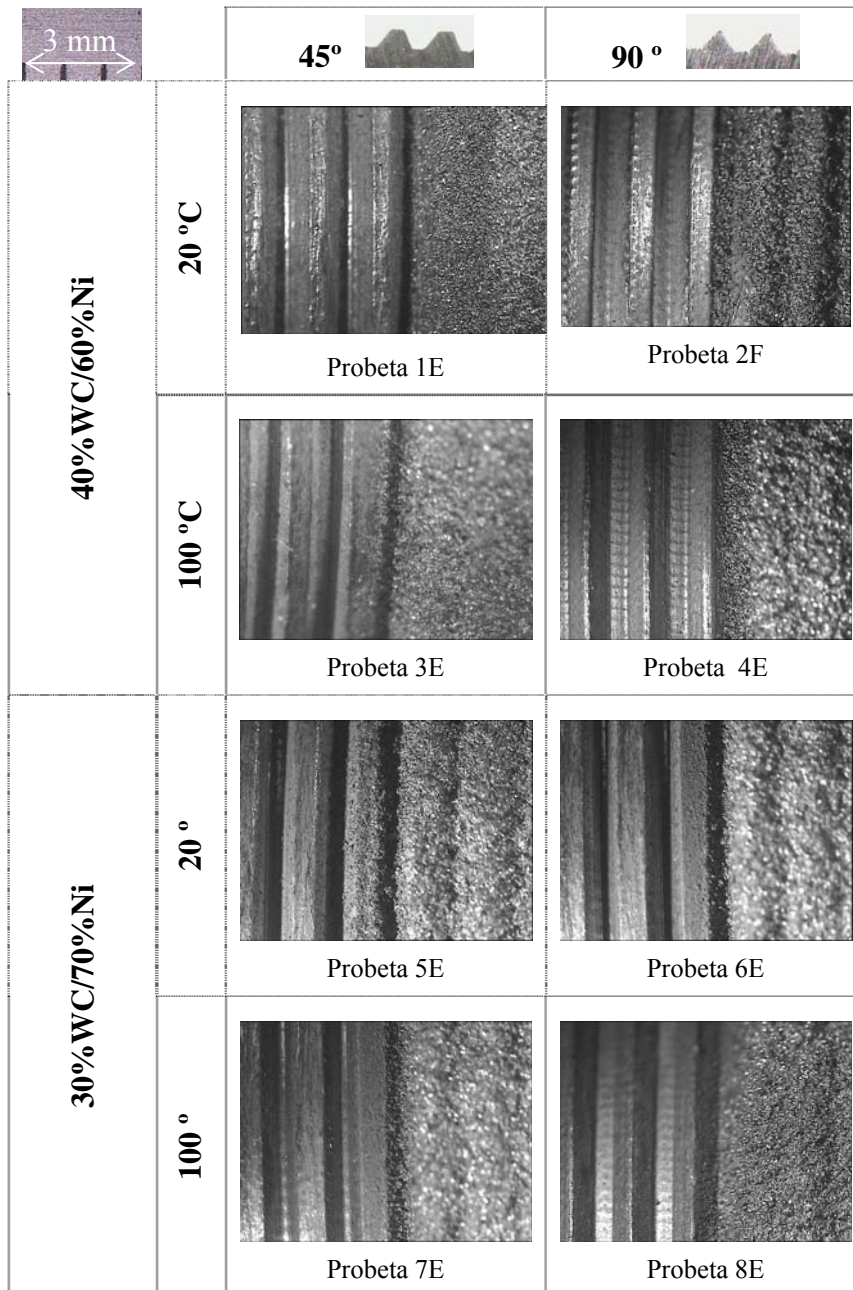 3 mm
45º
90 º
40%WC/60%Ni
20 ºC
Probeta 1E
Probeta 2F
100 ºC
Probeta 3E
Probeta 4E
30%WC/70%Ni
20 º
Probeta 5E
Probeta 6E
100 º
Probeta 7E
Probeta 8E